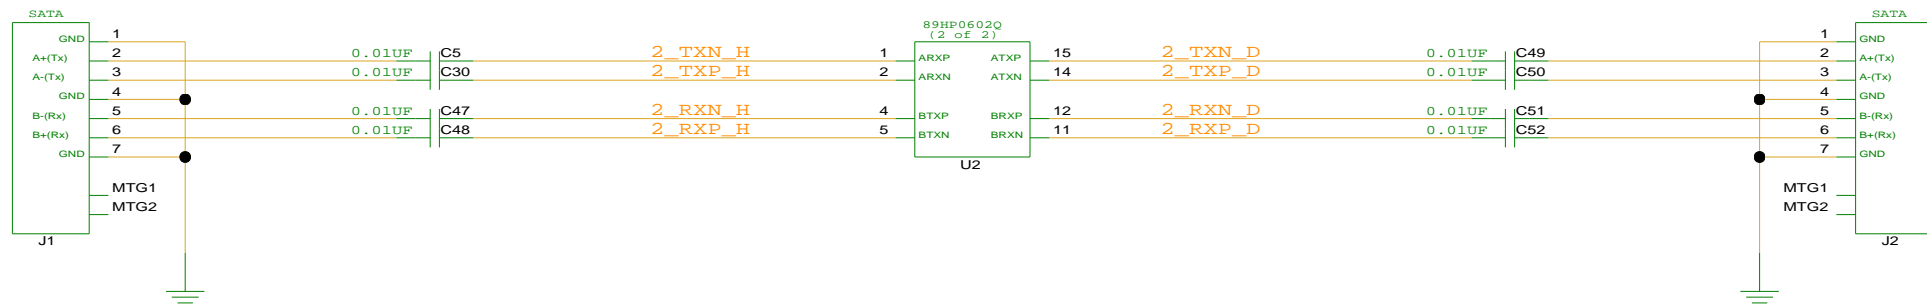 SATA
GND 1
A+(Tx) 2
A-(Tx) 3
GND 4
B-(Rx) 5
B+(Rx) 6
GND 7
MTG1
MTG2
J1
0.01UF C5
0.01UF C30
0.01UF C47
0.01UF C48
2_TXN_H
2_TXP_H
2_RXN_H
2_RXP_H
89HP0602Q
(2 of 2)
1 ARXP ATXP 15
2 ARXN ATXN 14
4 BTXP BRXP 12
5 BTXN BRXN 11
U2
2_TXN_D
2_TXP_D
2_RXN_D
2_RXP_D
0.01UF C49
0.01UF C50
0.01UF C51
0.01UF C52
SATA
1 GND
2 A+(Tx)
3 A-(Tx)
4 GND
5 B-(Rx)
6 B+(Rx)
7 GND
MTG1
MTG2
J2